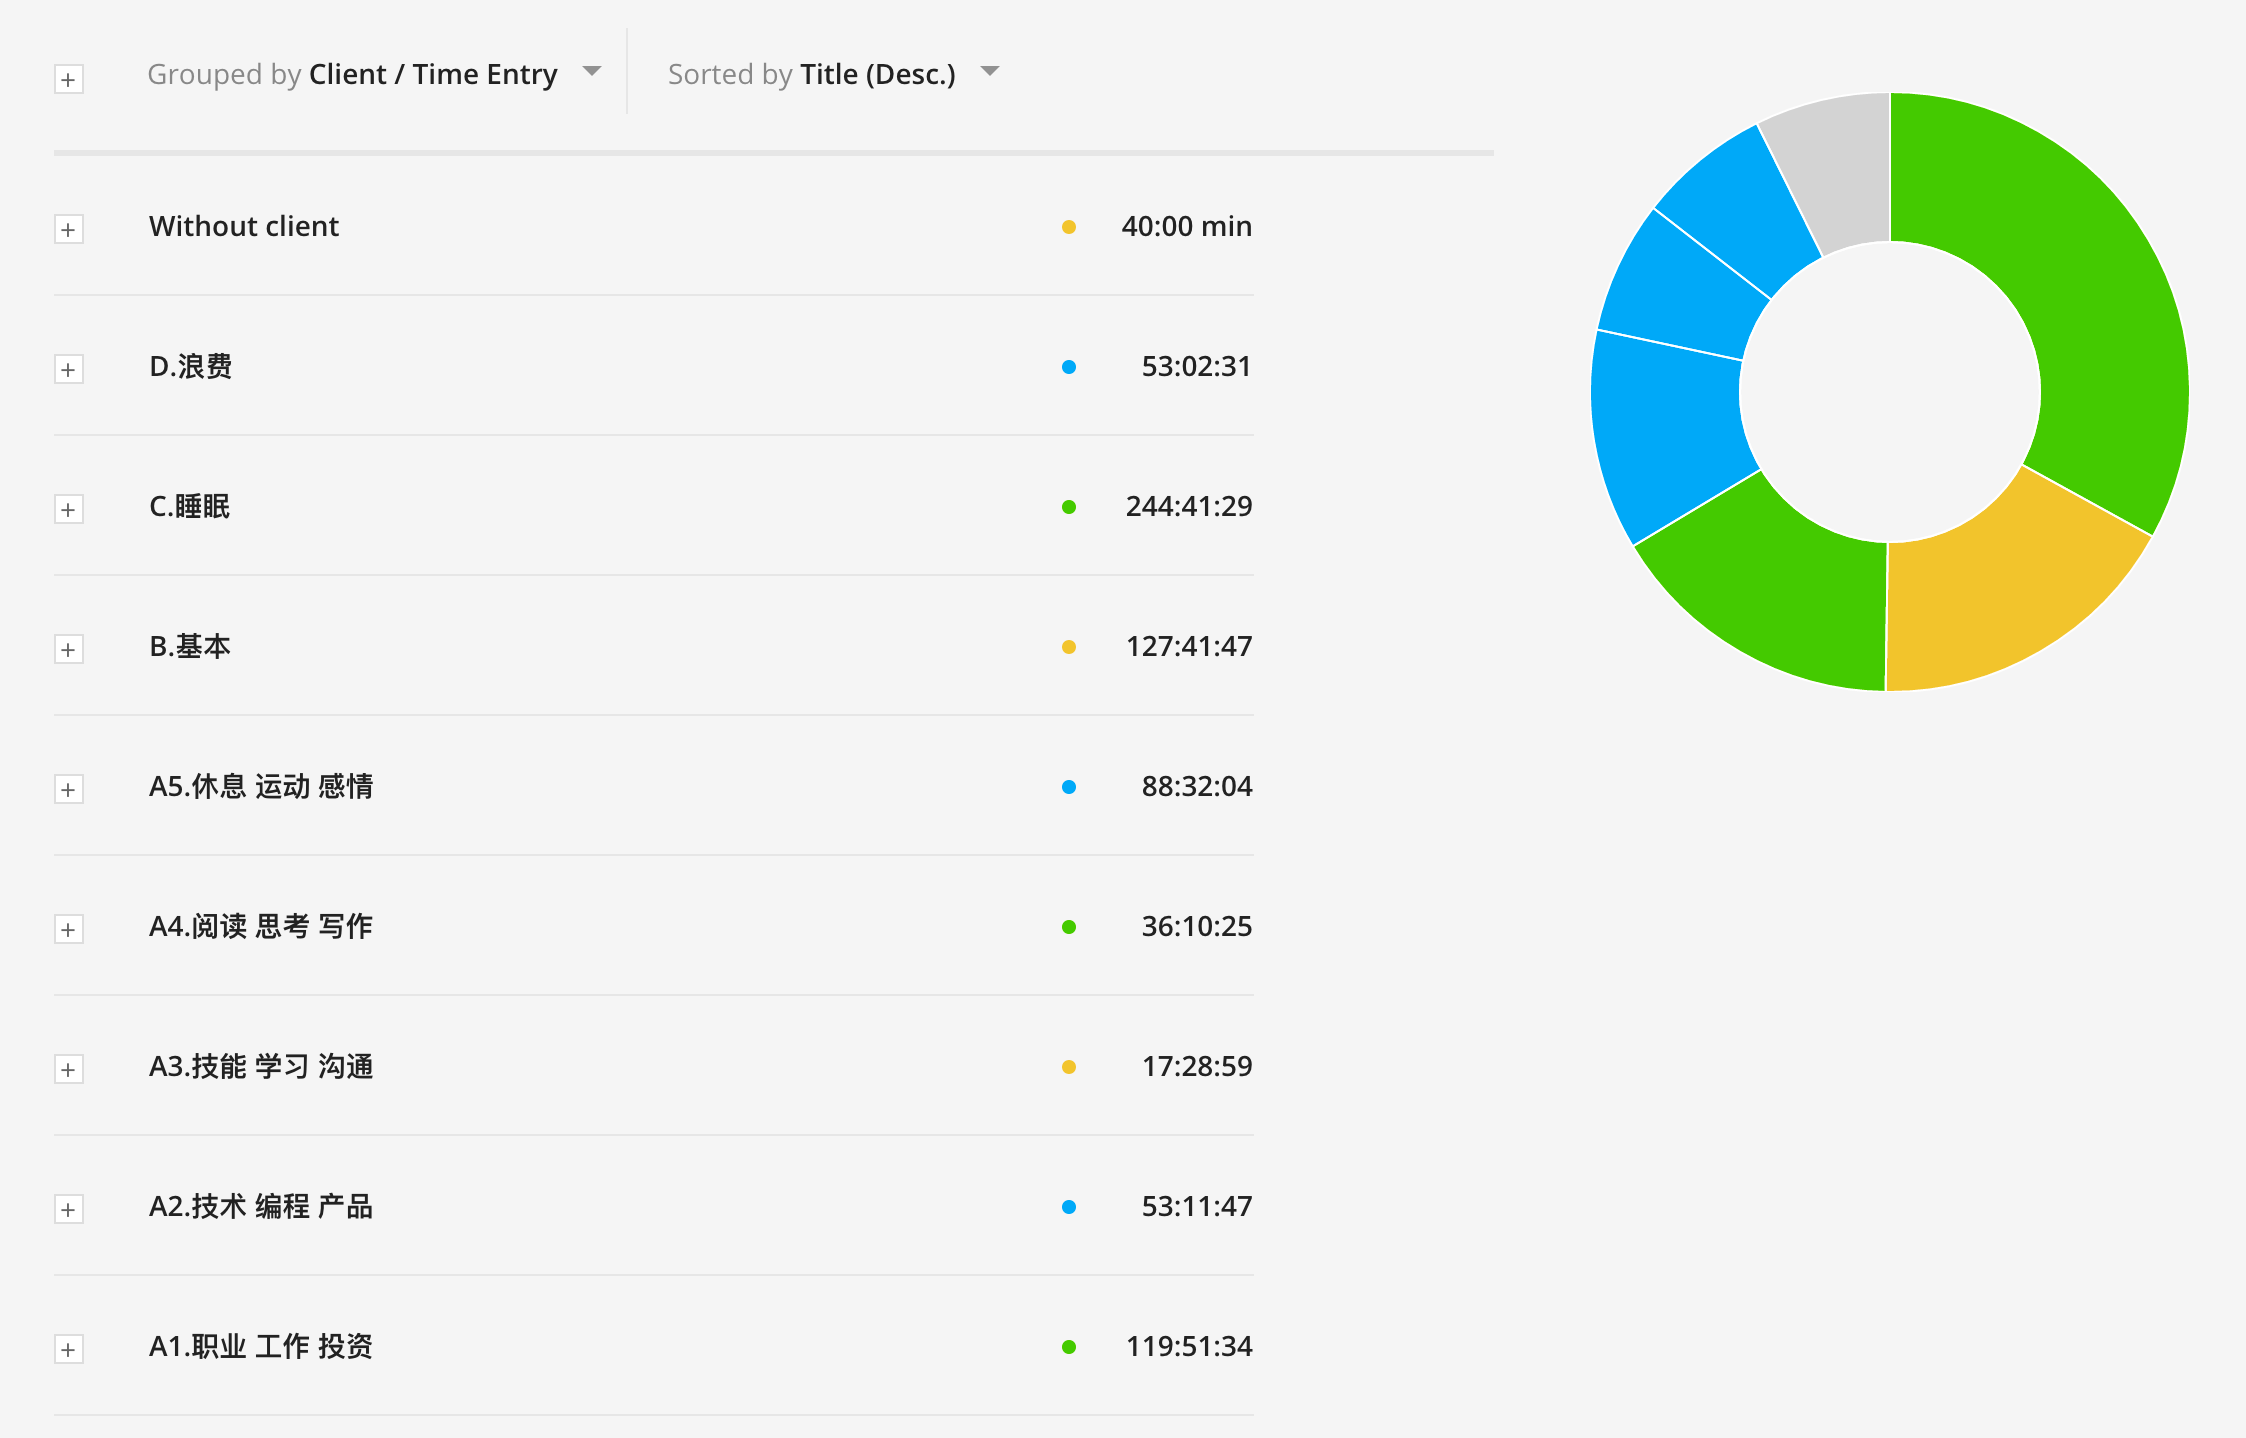 Grouped by Client / Time Entry Sorted by Title (Desc.)
Without client 40:00 min
D.浪费 53:02:31
C.睡眠 244:41:29
B.基本 127:41:47
A5.休息 运动 感情 88:32:04
A4.阅读 思考 写作 36:10:25
A3.技能 学习 沟通 17:28:59
A2.技术 编程 产品 53:11:47
A1.职业 工作 投资 119:51:34